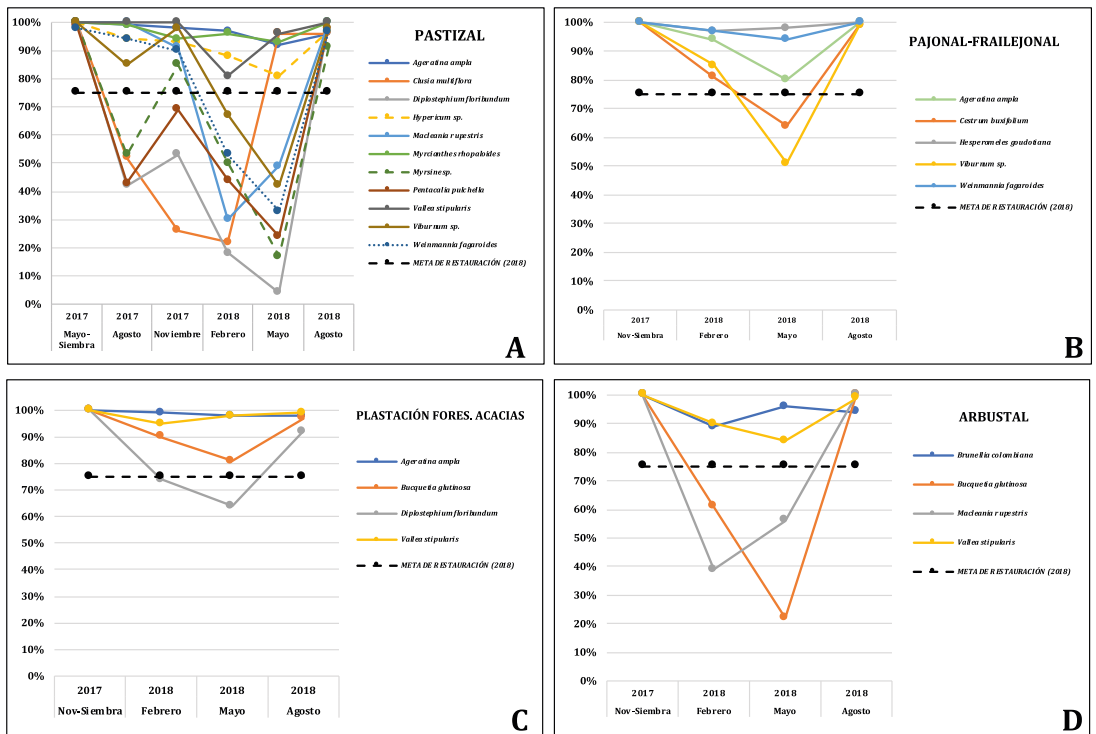 PASTIZAL
100%
90%
80%
70%
60%
50%
40%
30%
20%
10%
0%
2017 2017 2017 2018 2018 2018
Mayo-Siembra Agosto Noviembre Febrero Mayo Agosto
Ageratina ampla
Clusia multiflora
Diplostephium floribundum
Hypericum sp.
Macleania rupestris
Myrcianthes rhopaloides
Myrsine sp.
Pentacalia pulchella
Vallea stipularis
Viburnum sp.
Weinmannia fagaroides
META DE RESTAURACIÓN (2018)
A
PAJONAL-FRAILEJONAL
100%
90%
80%
70%
60%
50%
40%
30%
20%
10%
0%
2017 2018 2018 2018
Nov-Siembra Febrero Mayo Agosto
Ageratina ampla
Cestrum buxifolium
Hesperomeles goudotiana
Viburnum sp.
Weinmannia fagaroides
META DE RESTAURACIÓN (2018)
B
PLASTACIÓN FORES. ACACIAS
100%
90%
80%
70%
60%
50%
40%
30%
20%
10%
0%
2017 2018 2018 2018
Nov-Siembra Febrero Mayo Agosto
Ageratina ampla
Bucquetia glutinosa
Diplostephium floribundum
Vallea stipularis
META DE RESTAURACIÓN (2018)
C
ARBUSTAL
100%
90%
80%
70%
60%
50%
40%
30%
20%
10%
0%
2017 2018 2018 2018
Nov-Siembra Febrero Mayo Agosto
Brunellia colombiana
Bucquetia glutinosa
Macleania rupestris
Vallea stipularis
META DE RESTAURACIÓN (2018)
D